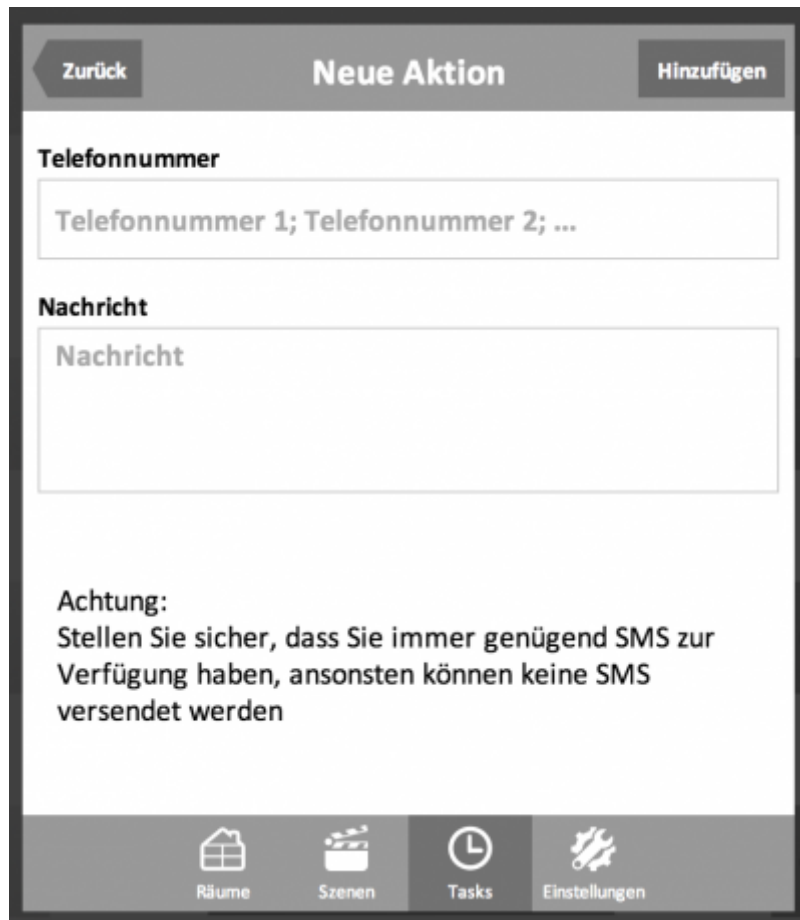 Zurück
Neue Aktion
Hinzufügen
Telefonnummer
Telefonnummer 1; Telefonnummer 2; ...
Nachricht
Nachricht
Achtung:
Stellen Sie sicher, dass Sie immer genügend SMS zur
Verfügung haben, ansonsten können keine SMS
versendet werden
Räume
Szenen
Tasks
Einstellungen